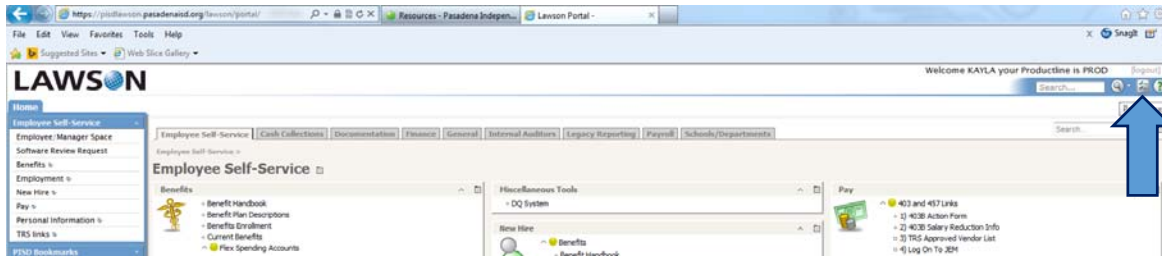 https://pisdlawson.pasadenaisd.org/lawson/portal/
Resources - Pasadena Indepen...
Lawson Portal -
File Edit View Favorites Tools Help
x SnagIt
Suggested Sites Web Slice Gallery
LAWSON
Welcome KAYLA your Productline is PROD [logout]
Search...
Home
Employee Self-Service
Employee/Manager Space
Software Review Request
Benefits
Employment
New Hire
Pay
Personal Information
TRS links
PISD Bookmarks
Employee Self-Service Cash Collections Documentation Finance General Internal Auditors Legacy Reporting Payroll Schools/Departments
Search
Employee Self-Service
Employee Self-Service
Benefits
Benefit Handbook
Benefit Plan Descriptions
Benefits Enrollment
Current Benefits
Flex Spending Accounts
Miscellaneous Tools
DQ System
New Hire
Benefits
Benefit Handbook
Pay
403 and 457 Links
1) 403B Action Form
2) 403B Salary Reduction Info
3) TRS Approved Vendor List
4) Log On To JEM